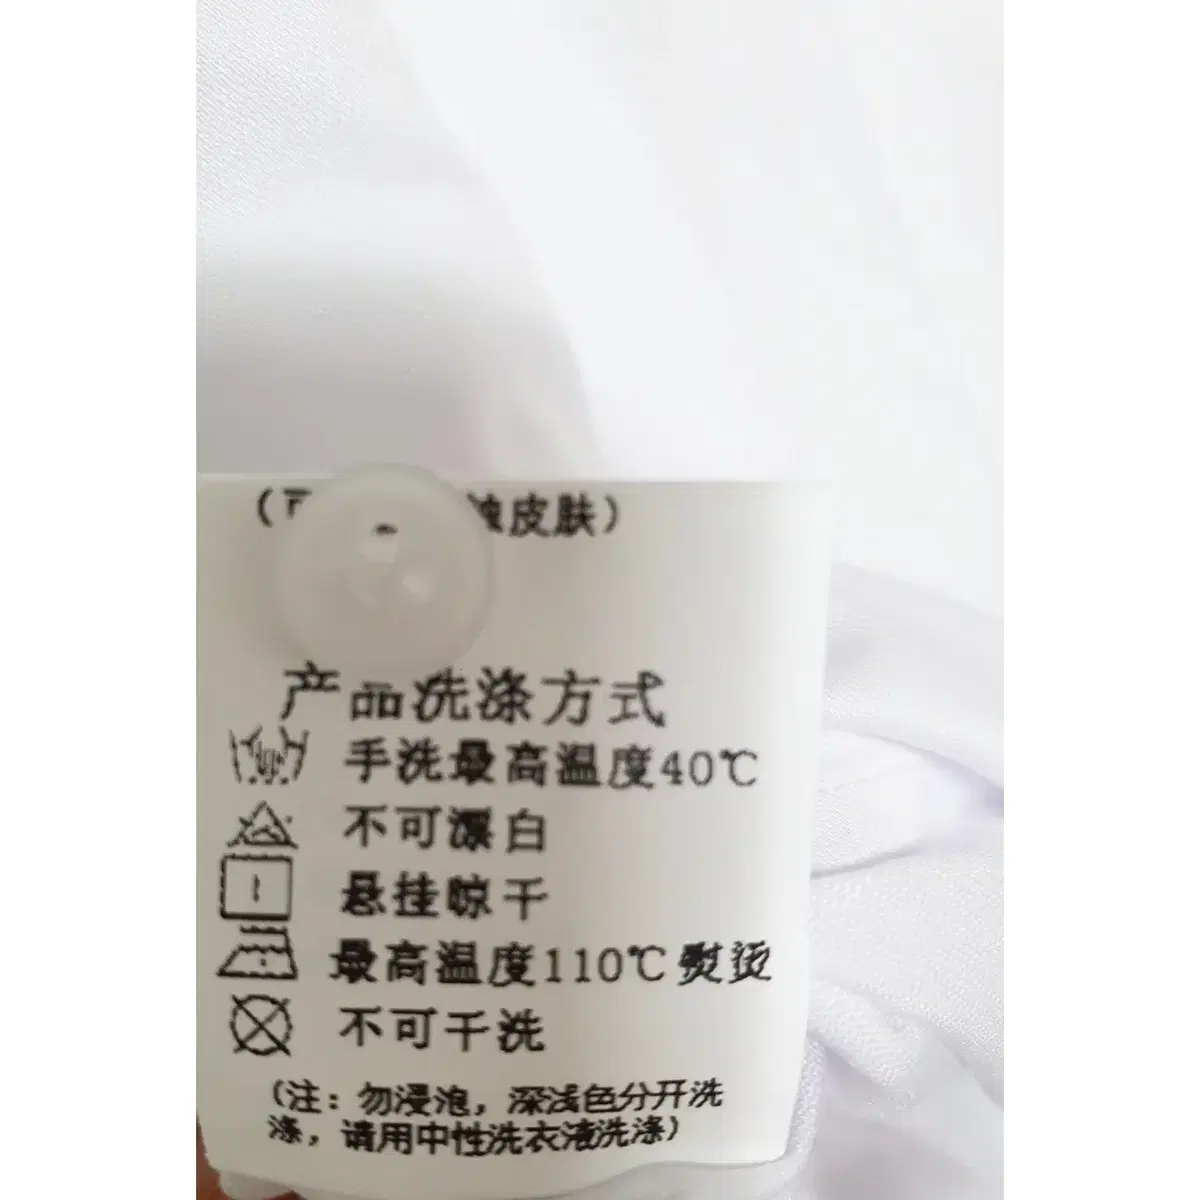 皮肤）
产品洗涤方式
手洗最高温度40℃
不可漂白
悬挂晾干
最高温度110℃熨烫
不可干洗
（注：勿浸泡，深浅色分开洗
涤，请用中性洗衣液洗涤）